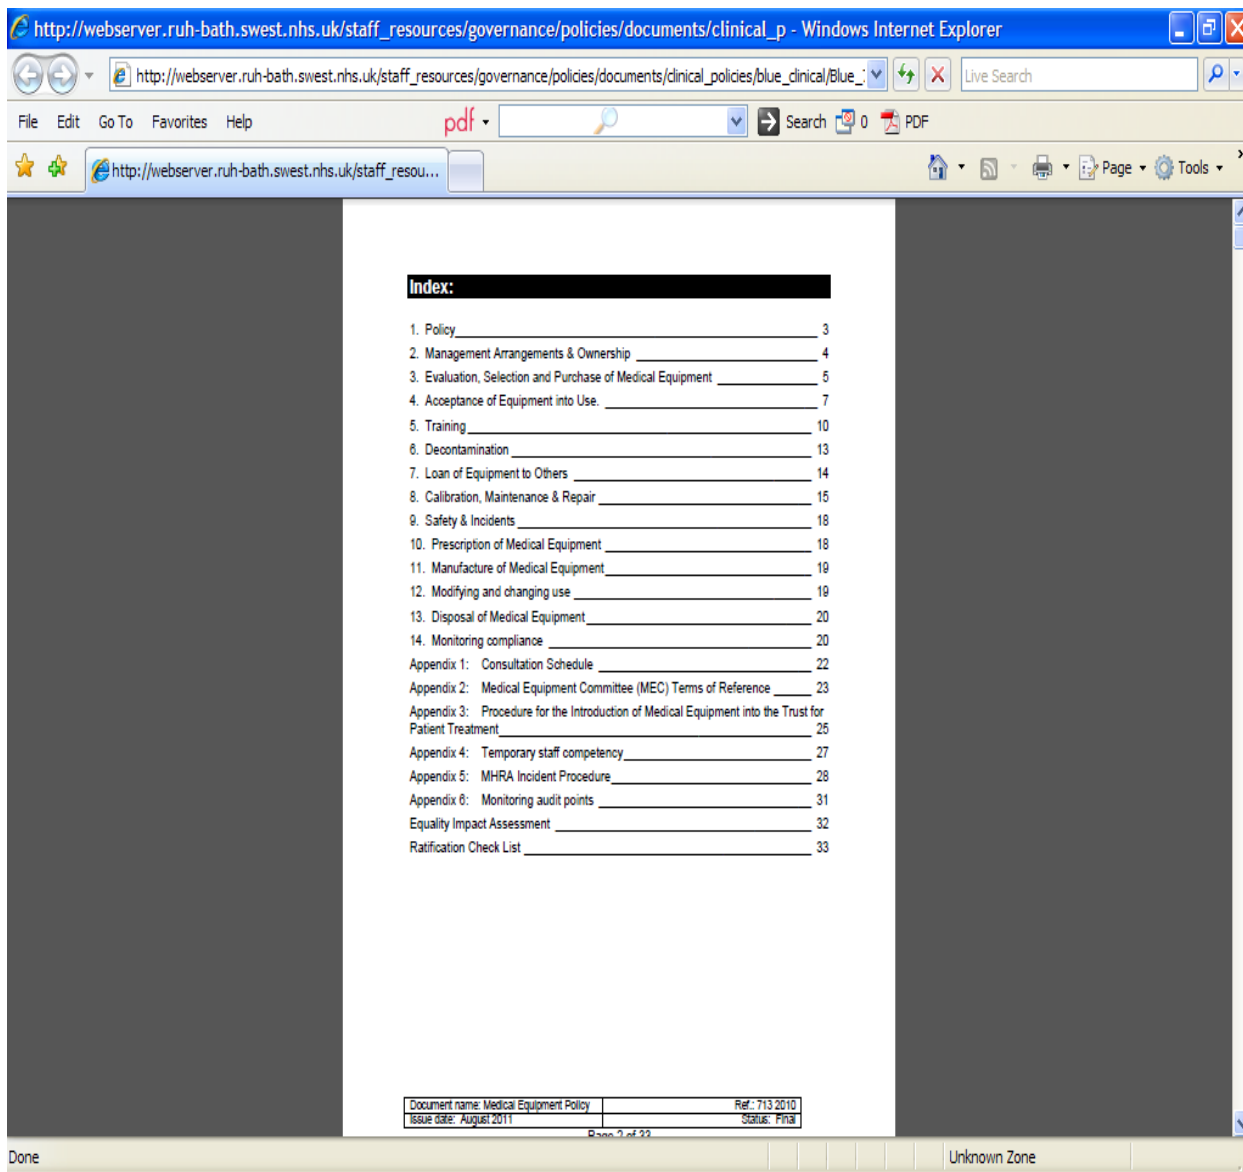 http://webserver.ruh-bath.swest.nhs.uk/staff_resources/governance/policies/documents/clinical_p - Windows Internet Explorer
http://webserver.ruh-bath.swest.nhs.uk/staff_resources/governance/policies/documents/clinical_policies/blue_clinical/Blue_ Live Search
File Edit Go To Favorites Help pdf Search 0 PDF
http://webserver.ruh-bath.swest.nhs.uk/staff_resou... Page Tools
Index:
1. Policy 3
2. Management Arrangements & Ownership 4
3. Evaluation, Selection and Purchase of Medical Equipment 5
4. Acceptance of Equipment into Use. 7
5. Training 10
6. Decontamination 13
7. Loan of Equipment to Others 14
8. Calibration, Maintenance & Repair 15
9. Safety & Incidents 18
10. Prescription of Medical Equipment 18
11. Manufacture of Medical Equipment 19
12. Modifying and changing use 19
13. Disposal of Medical Equipment 20
14. Monitoring compliance 20
Appendix 1: Consultation Schedule 22
Appendix 2: Medical Equipment Committee (MEC) Terms of Reference 23
Appendix 3: Procedure for the Introduction of Medical Equipment into the Trust for
Patient Treatment 25
Appendix 4: Temporary staff competency 27
Appendix 5: MHRA Incident Procedure 28
Appendix 6: Monitoring audit points 31
Equality Impact Assessment 32
Ratification Check List 33
Document name: Medical Equipment Policy Ref.: 713 2010
Issue date: August 2011 Status: Final
Page 2 of 33
Done Unknown Zone